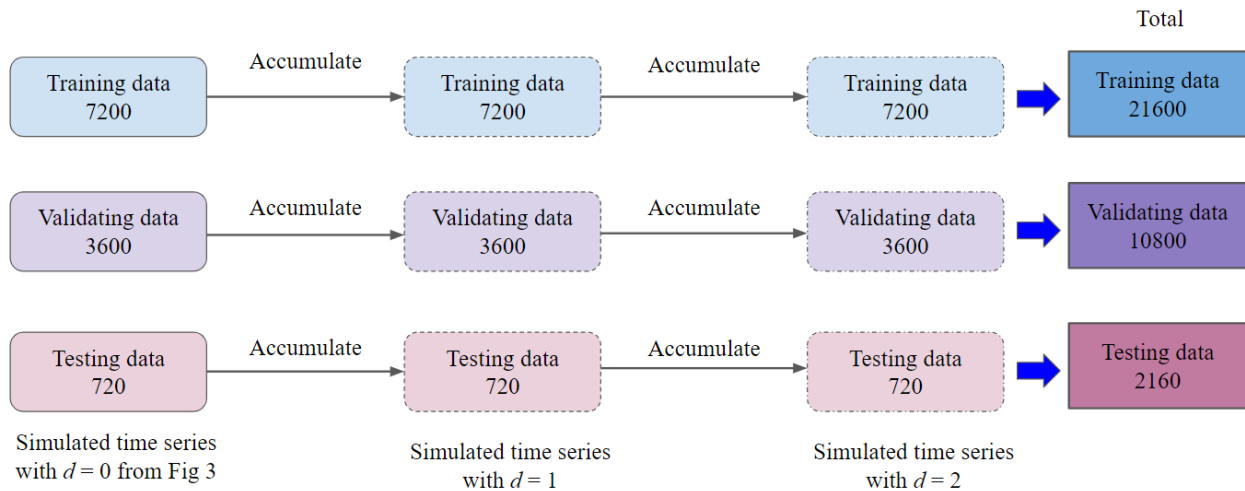 Total
Training data
7200
Accumulate
Training data
7200
Accumulate
Training data
7200
Training data
21600
Validating data
3600
Accumulate
Validating data
3600
Accumulate
Validating data
3600
Validating data
10800
Testing data
720
Accumulate
Testing data
720
Accumulate
Testing data
720
Testing data
2160
Simulated time series
with d = 0 from Fig 3
Simulated time series
with d = 1
Simulated time series
with d = 2